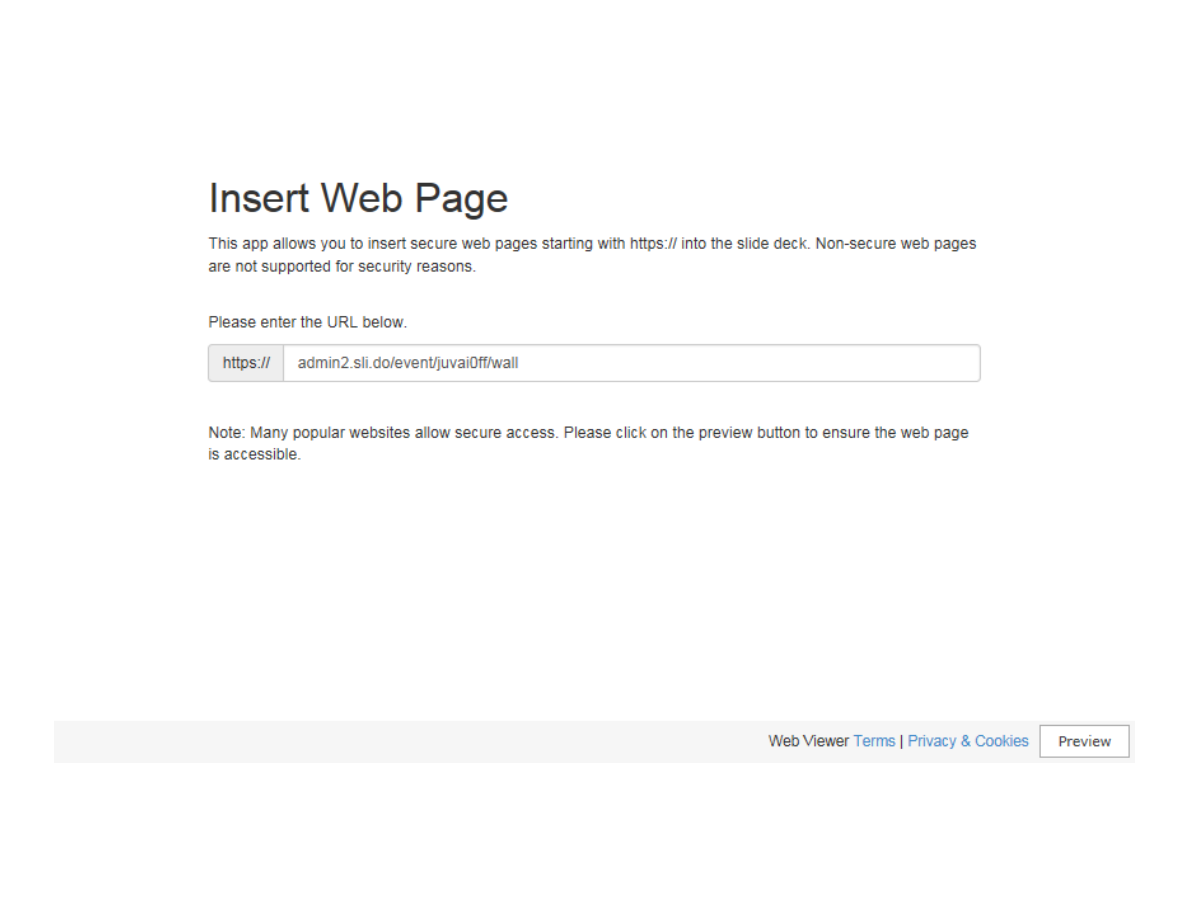 Insert Web Page
This app allows you to insert secure web pages starting with https:// into the slide deck. Non-secure web pages
are not supported for security reasons.
Please enter the URL below.
https:// admin2.sli.do/event/juvai0ff/wall
Note: Many popular websites allow secure access. Please click on the preview button to ensure the web page
is accessible.
Web Viewer Terms | Privacy & Cookies Preview